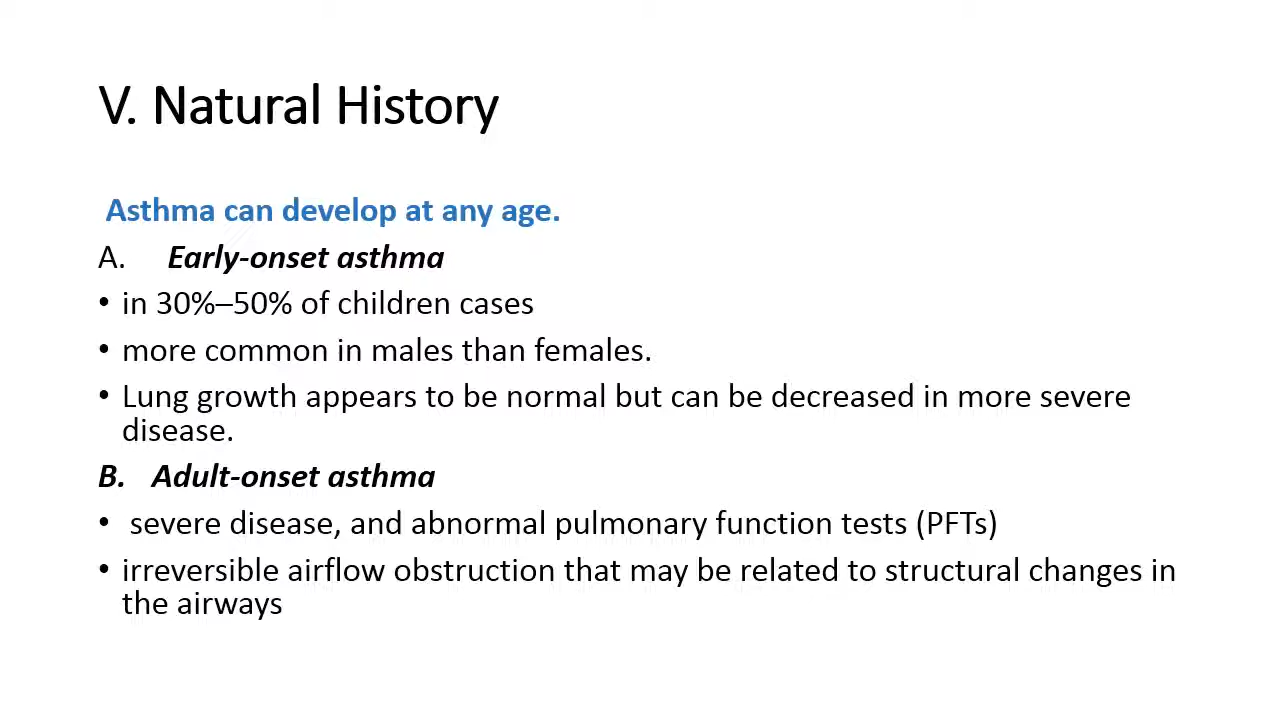 V. Natural History
Asthma can develop at any age.
A. Early-onset asthma
• in 30%–50% of children cases
• more common in males than females.
• Lung growth appears to be normal but can be decreased in more severe
disease.
B. Adult-onset asthma
• severe disease, and abnormal pulmonary function tests (PFTs)
• irreversible airflow obstruction that may be related to structural changes in
the airways